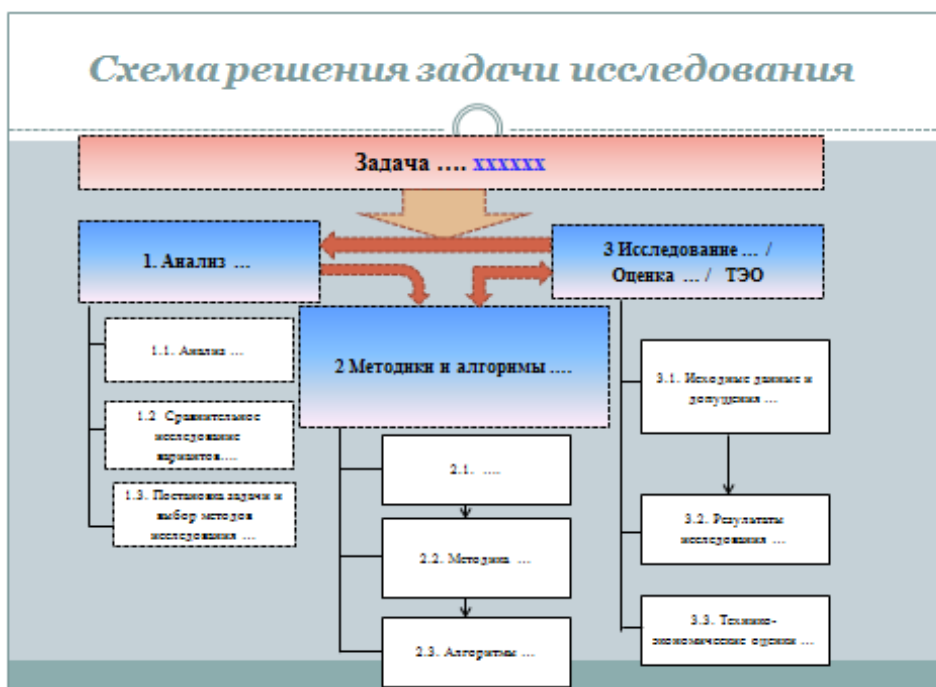 Схема решения задачи исследования
Задача .... xxxxxx
1. Анализ ...
3 Исследование ... /
Оценка ... / ТЭО
2 Методики и алгоримы ....
1.1. Анализ ...
1.2 Сравнительное
исследование
вариантов....
1.3. Постановка задачи и
выбор методов
исследования ...
2.1. ....
2.2. Методика ...
2.3. Алгоритмы ...
3.1. Исходные данные и
допущения ...
3.2. Результаты
исследования ...
3.3. Технико-
экономические оценки ...